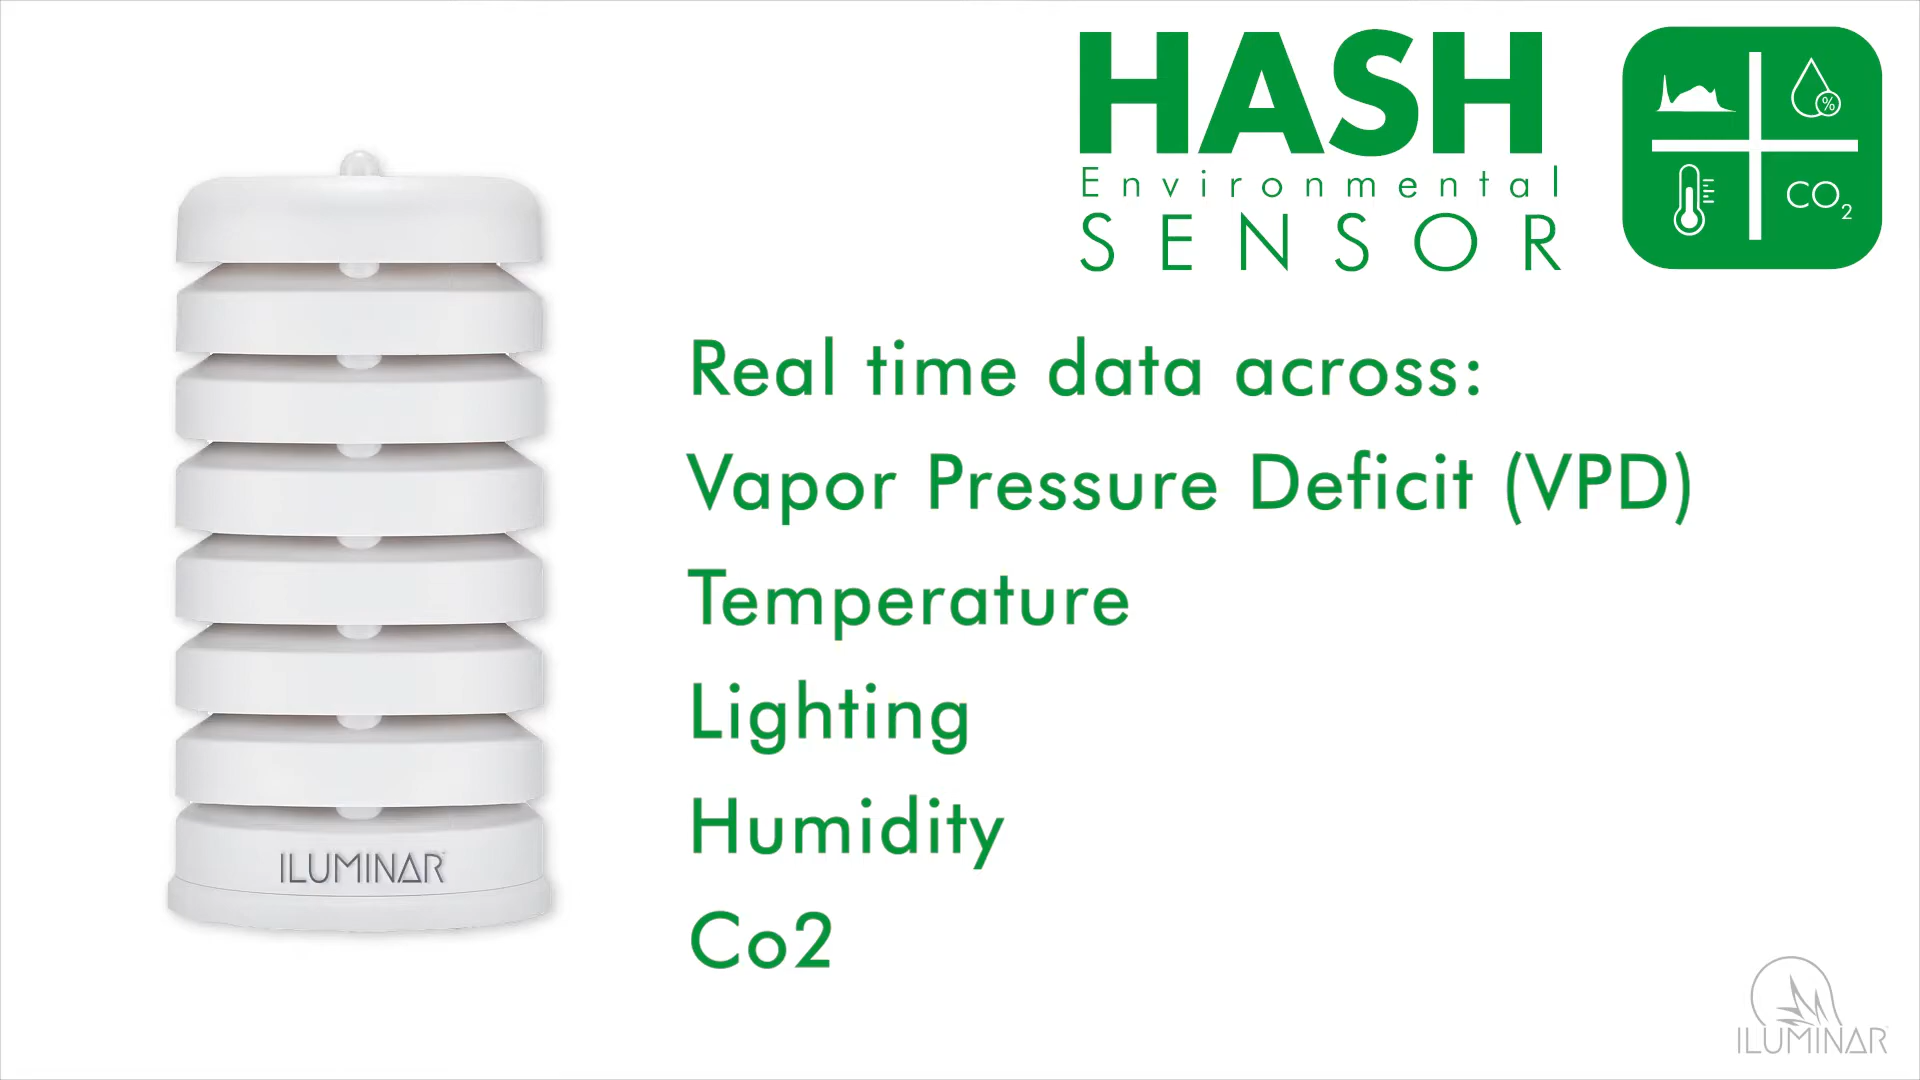 HASH
Environmental
SENSOR
%
CO2
Real time data across:
Vapor Pressure Deficit (VPD)
Temperature
Lighting
Humidity
Co2
ILUMINAR
ILUMINAR